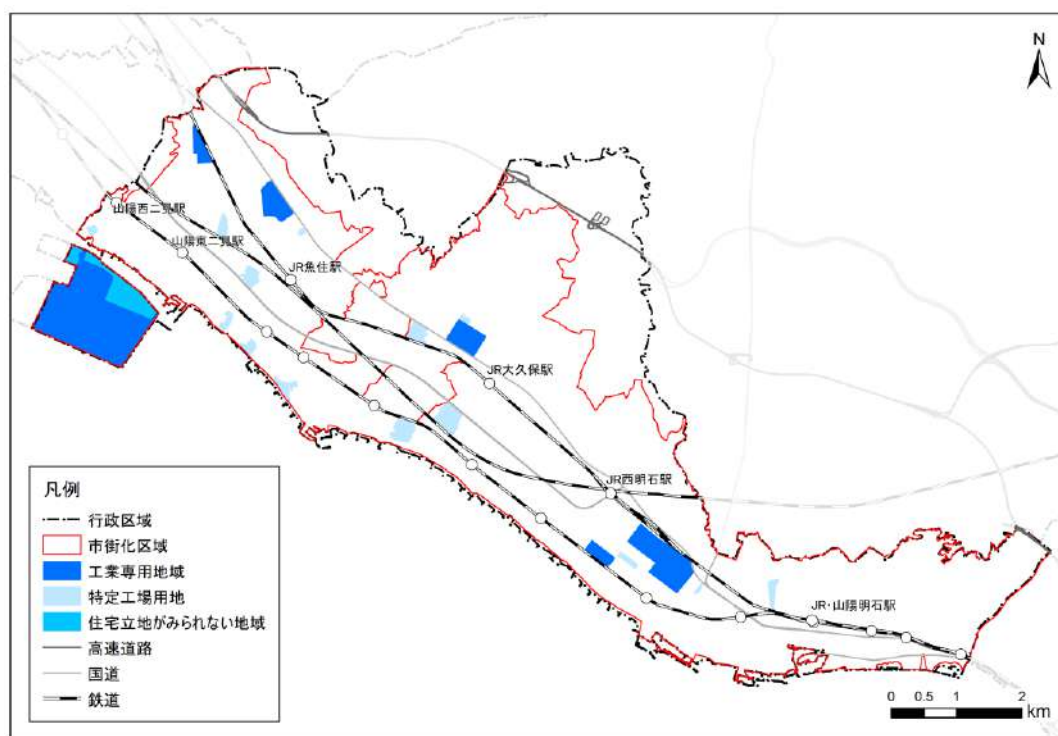 N
山陽西二見駅
山陽東二見駅
JR魚住駅
JR大久保駅
JR西明石駅
JR・山陽明石駅
凡例
行政区域
市街化区域
工業専用地域
特定工場用地
住宅立地がみられない地域
高速道路
国道
鉄道
0 0.5 1 2
km